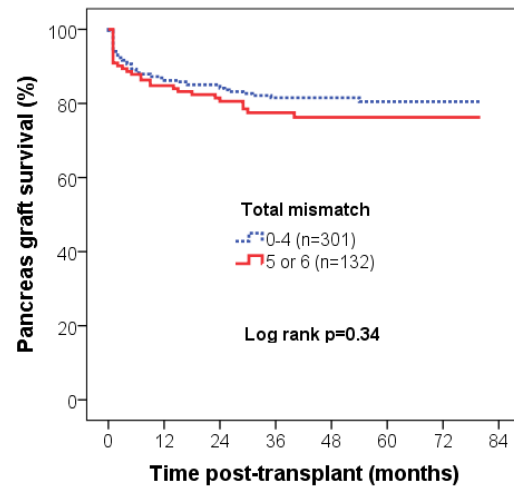 Pancreas graft survival (%)
100
80
60
40
20
0
Total mismatch
0-4 (n=301)
5 or 6 (n=132)
Log rank p=0.34
0 12 24 36 48 60 72 84
Time post-transplant (months)